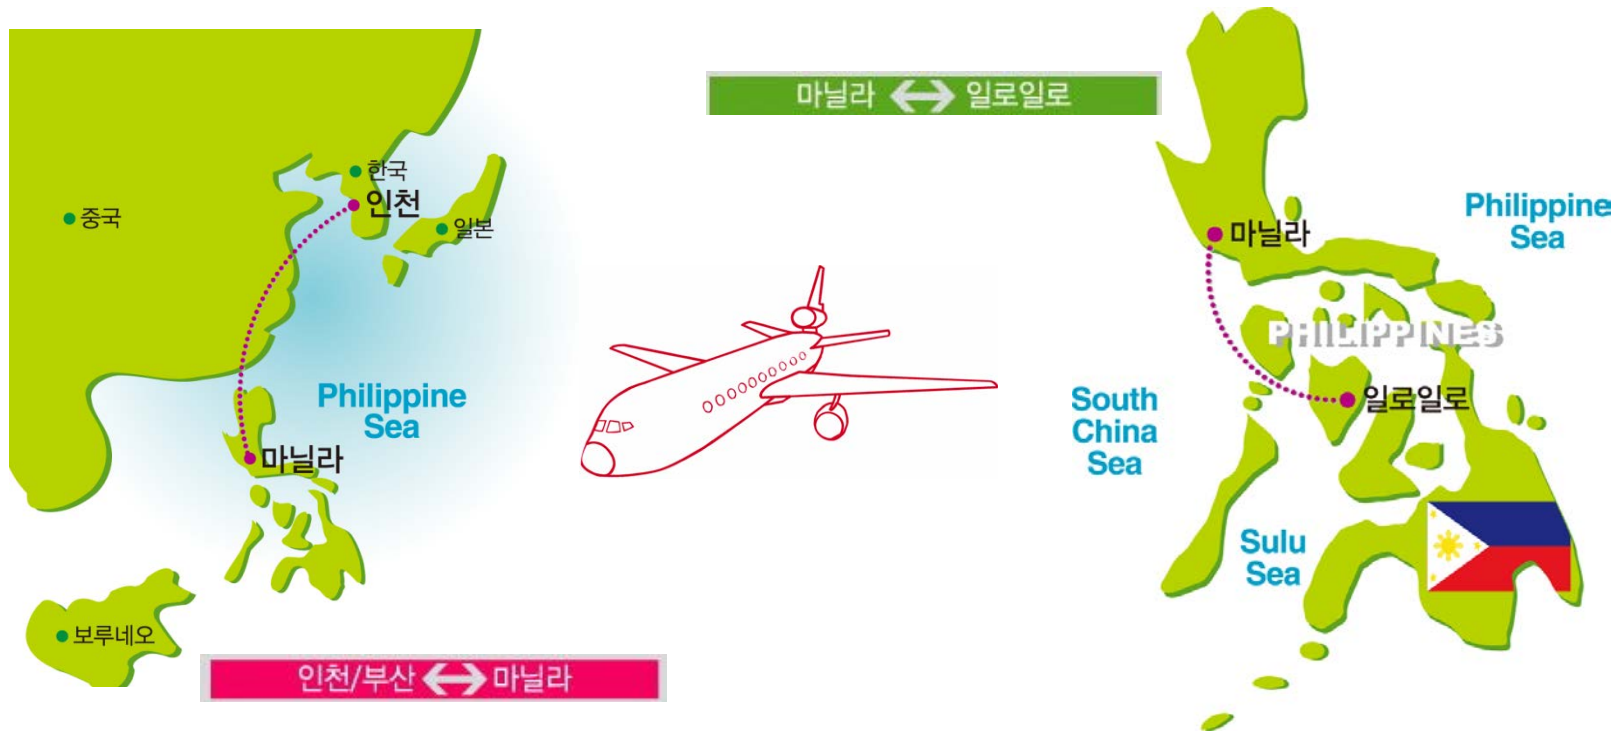 마닐라 ↔ 일로일로
한국
인천
중국
일본
Philippine
Sea
마닐라
보루네오
인천/부산 ↔ 마닐라
Philippine
Sea
마닐라
PHILIPPINES
일로일로
South
China
Sea
Sulu
Sea